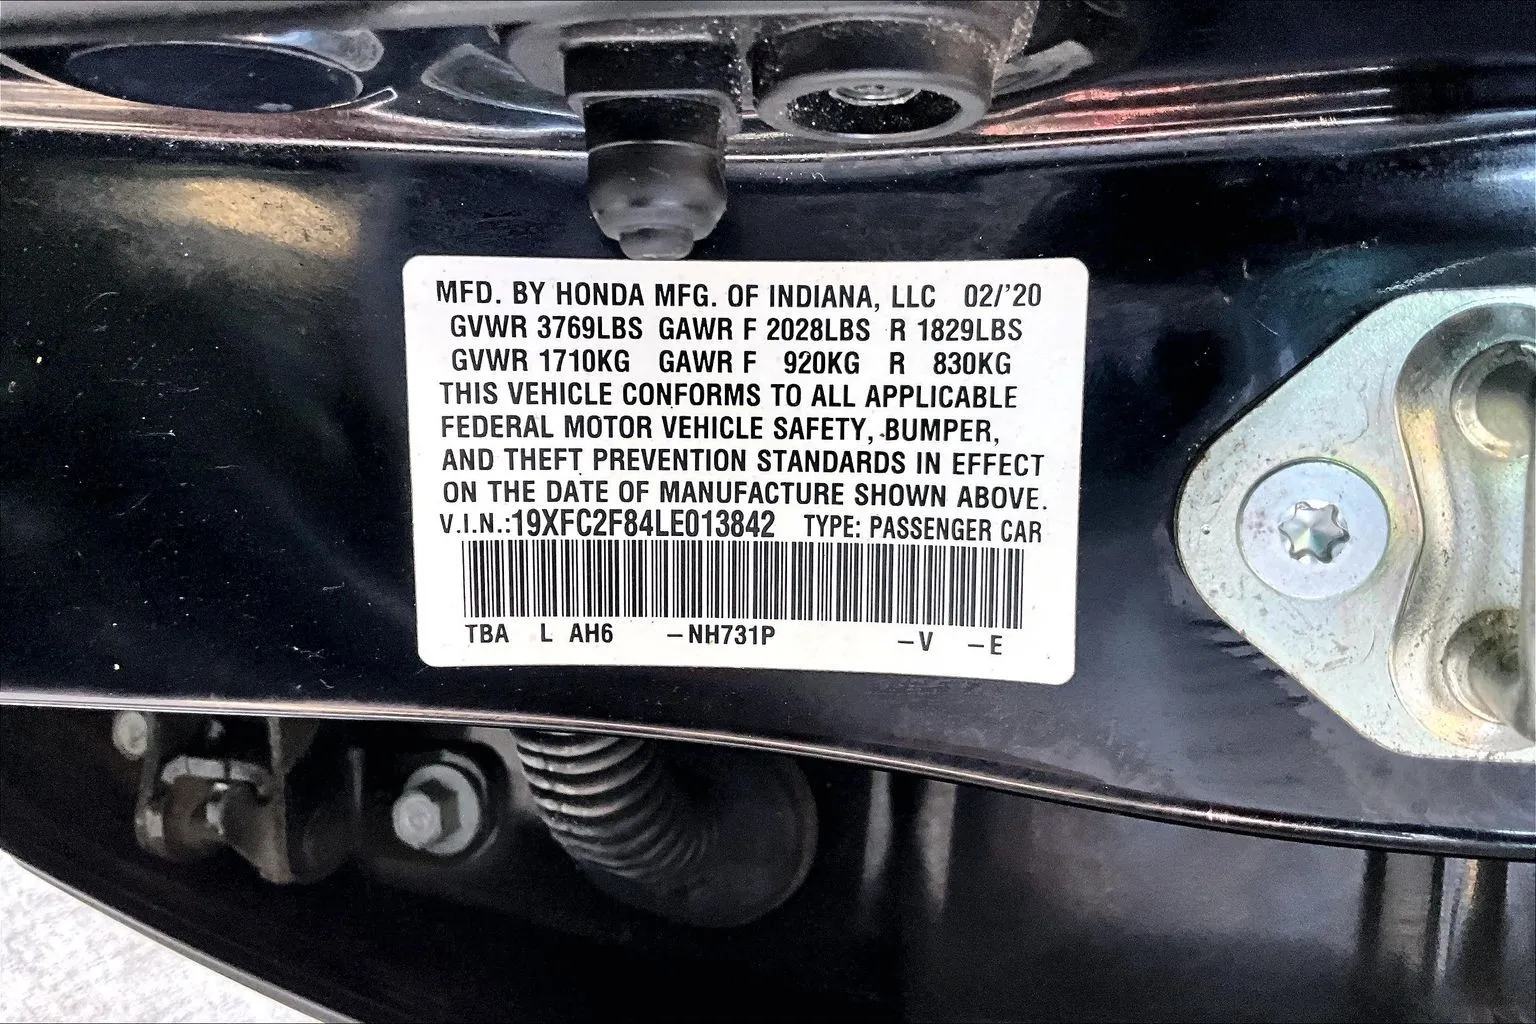 MFD. BY HONDA MFG. OF INDIANA, LLC 02/'20
GVWR 3769LBS GAWR F 2028LBS R 1829LBS
GVWR 1710KG GAWR F 920KG R 830KG
THIS VEHICLE CONFORMS TO ALL APPLICABLE
FEDERAL MOTOR VEHICLE SAFETY, BUMPER,
AND THEFT PREVENTION STANDARDS IN EFFECT
ON THE DATE OF MANUFACTURE SHOWN ABOVE.
V.I.N.:19XFC2F84LE013842 TYPE: PASSENGER CAR
TBA L AH6 –NH731P –V –E